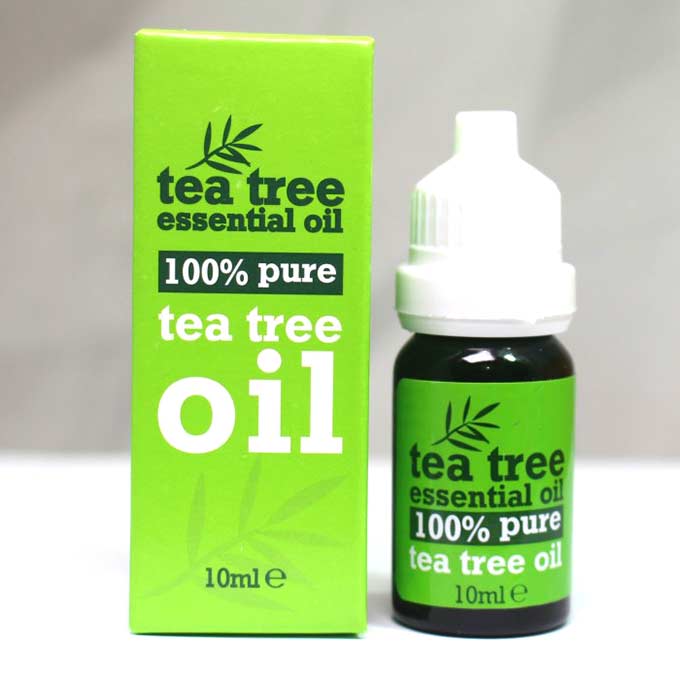 tea tree
essential oil
100% pure
tea tree
oil
10ml ℮
tea tree
essential oil
100% pure
tea tree oil
10ml ℮